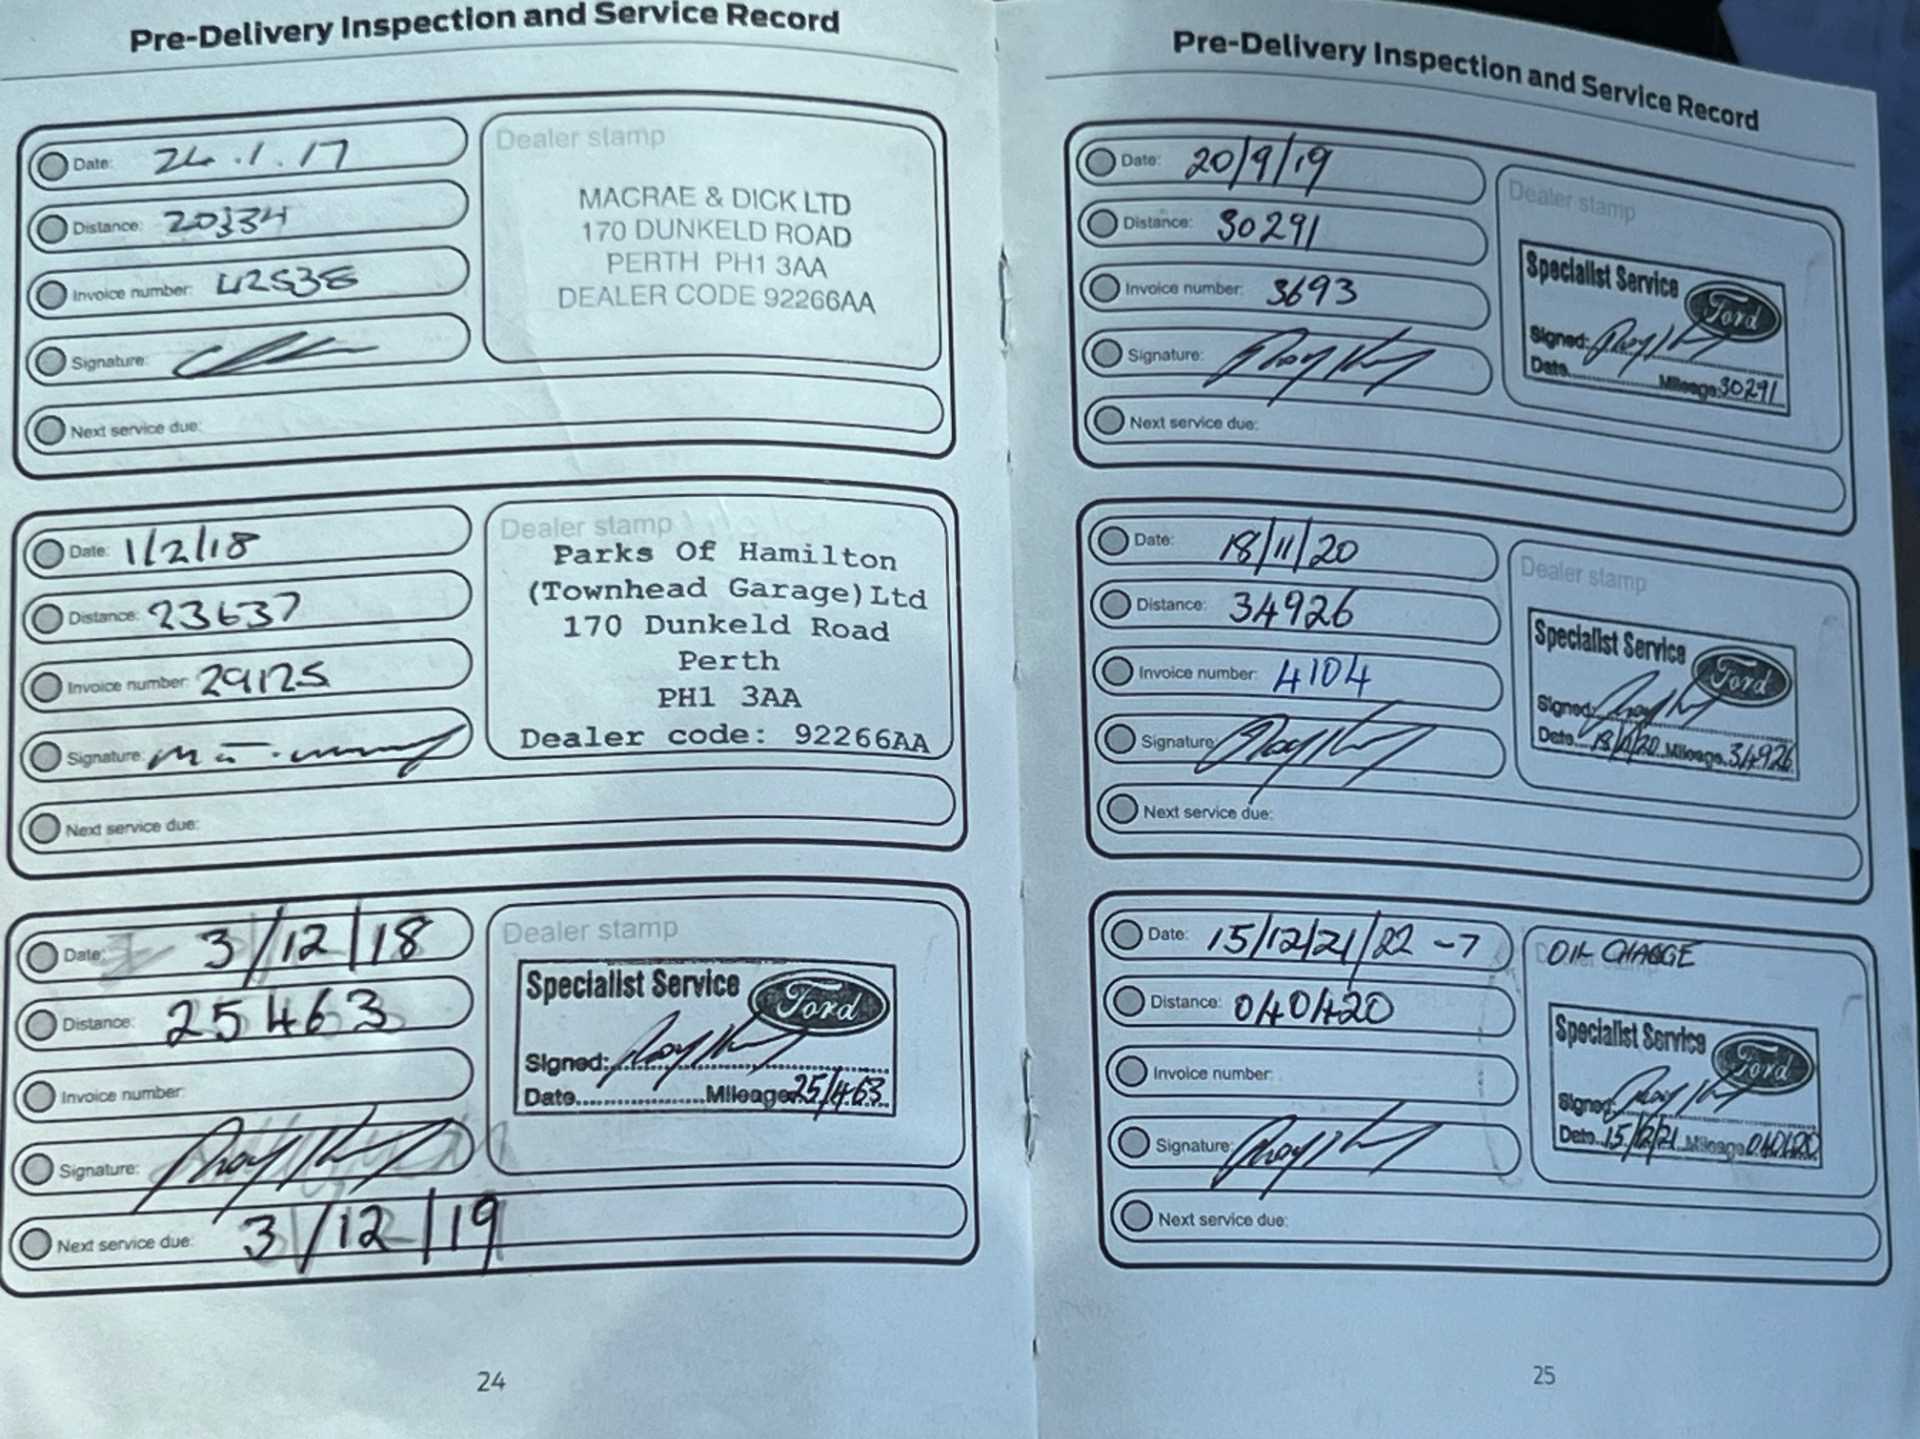 Pre-Delivery Inspection and Service Record
Date: 24.1.17
Distance: 20334
Invoice number: 42538
Signature:
Next service due:
Dealer stamp
MACRAE & DICK LTD
170 DUNKELD ROAD
PERTH PH1 3AA
DEALER CODE 92266AA
Date: 1/2/18
Distance: 23637
Invoice number: 29125
Signature:
Next service due:
Dealer stamp
Parks Of Hamilton
(Townhead Garage) Ltd
170 Dunkeld Road
Perth
PH1 3AA
Dealer code: 92266AA
Date: 3/12/18
Distance: 25463
Invoice number:
Signature:
Next service due: 3/12/19
Dealer stamp
Specialist Service
Ford
Signed:
Date Mileage 25463
24
Pre-Delivery Inspection and Service Record
Date: 20/9/19
Distance: 30291
Invoice number: 3693
Signature:
Next service due:
Dealer stamp
Specialist Service
Ford
Signed:
Date Mileage 30291
Date: 18/11/20
Distance: 34926
Invoice number: 4104
Signature:
Next service due:
Dealer stamp
Specialist Service
Ford
Signed:
Date 18/11/20 Mileage 34926
Date: 15/12/21/22 -7
Distance: 040420
Invoice number:
Signature:
Next service due:
OIL CHANGE
Specialist Service
Ford
Signed:
Date 15/12/21 Mileage 040420
25